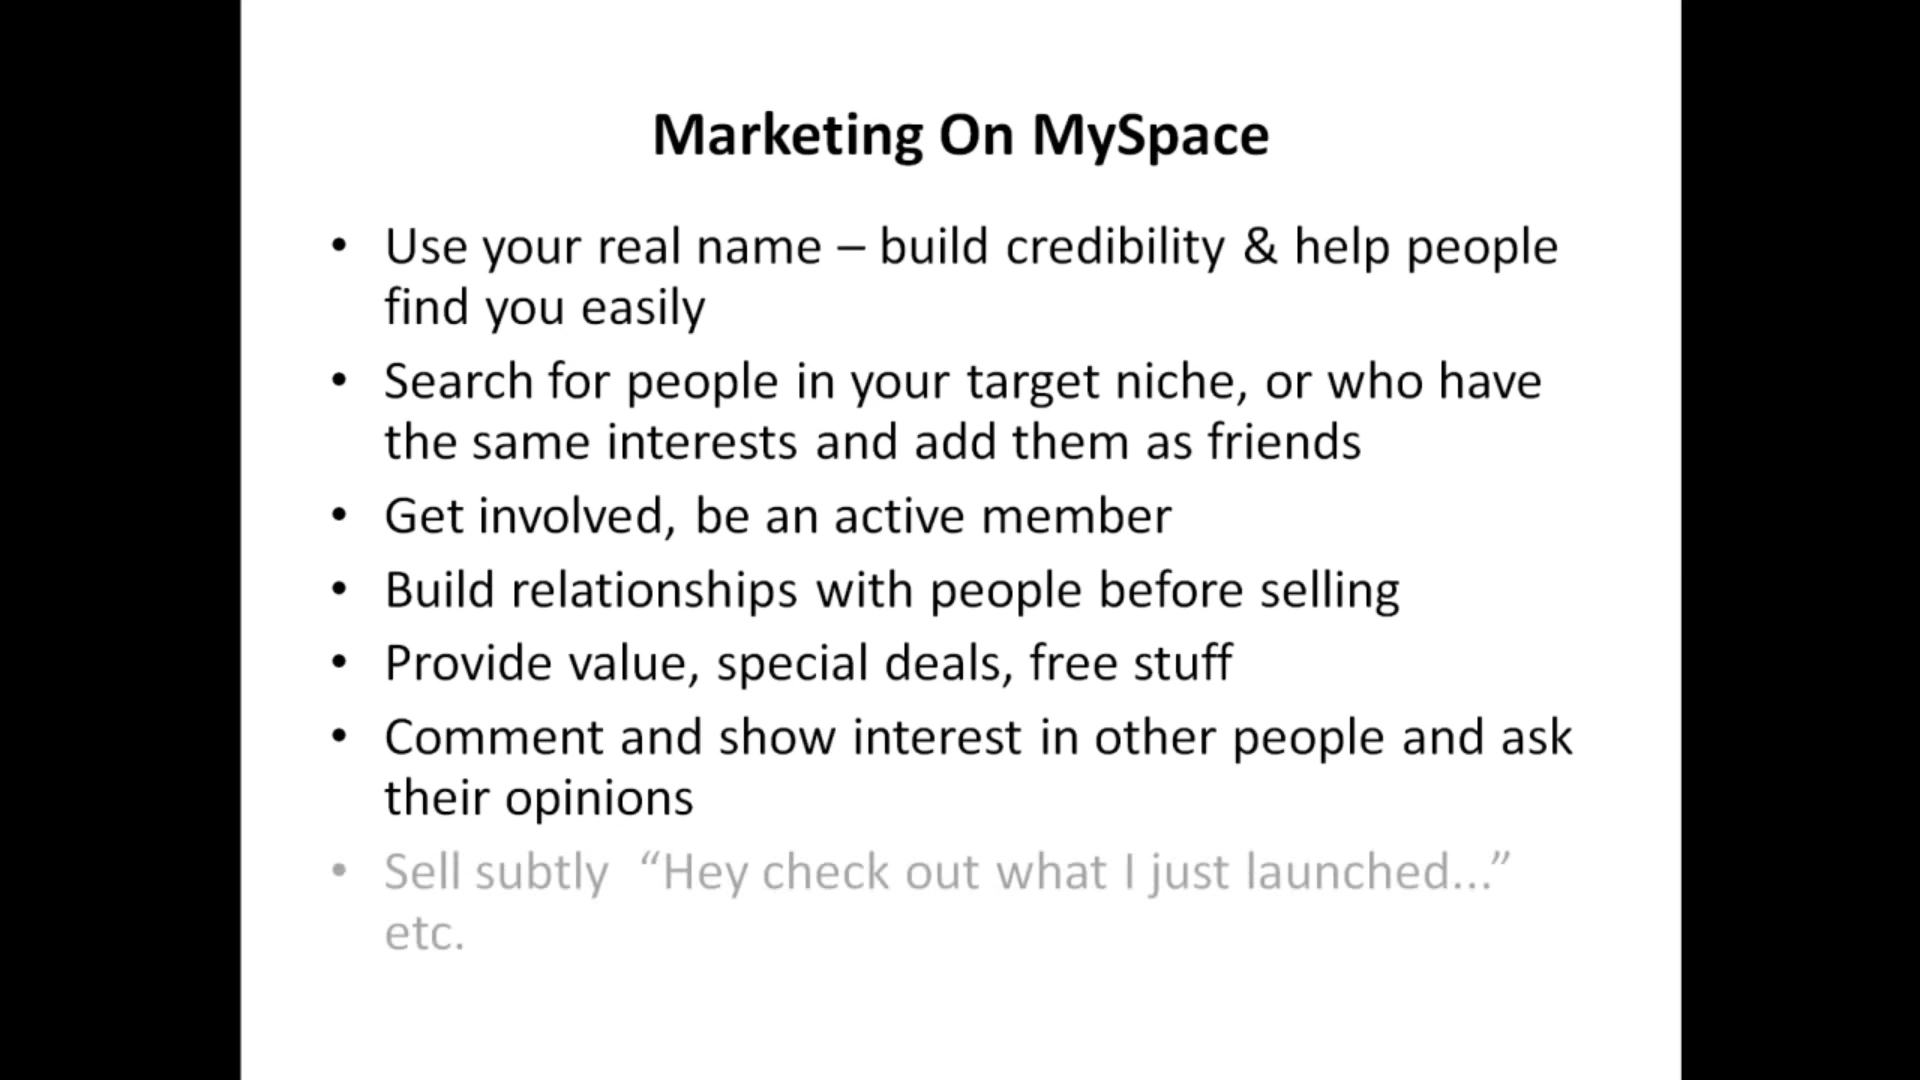 Marketing On MySpace
• Use your real name – build credibility & help people
find you easily
• Search for people in your target niche, or who have
the same interests and add them as friends
• Get involved, be an active member
• Build relationships with people before selling
• Provide value, special deals, free stuff
• Comment and show interest in other people and ask
their opinions
• Sell subtly  “Hey check out what I just launched...”
etc.